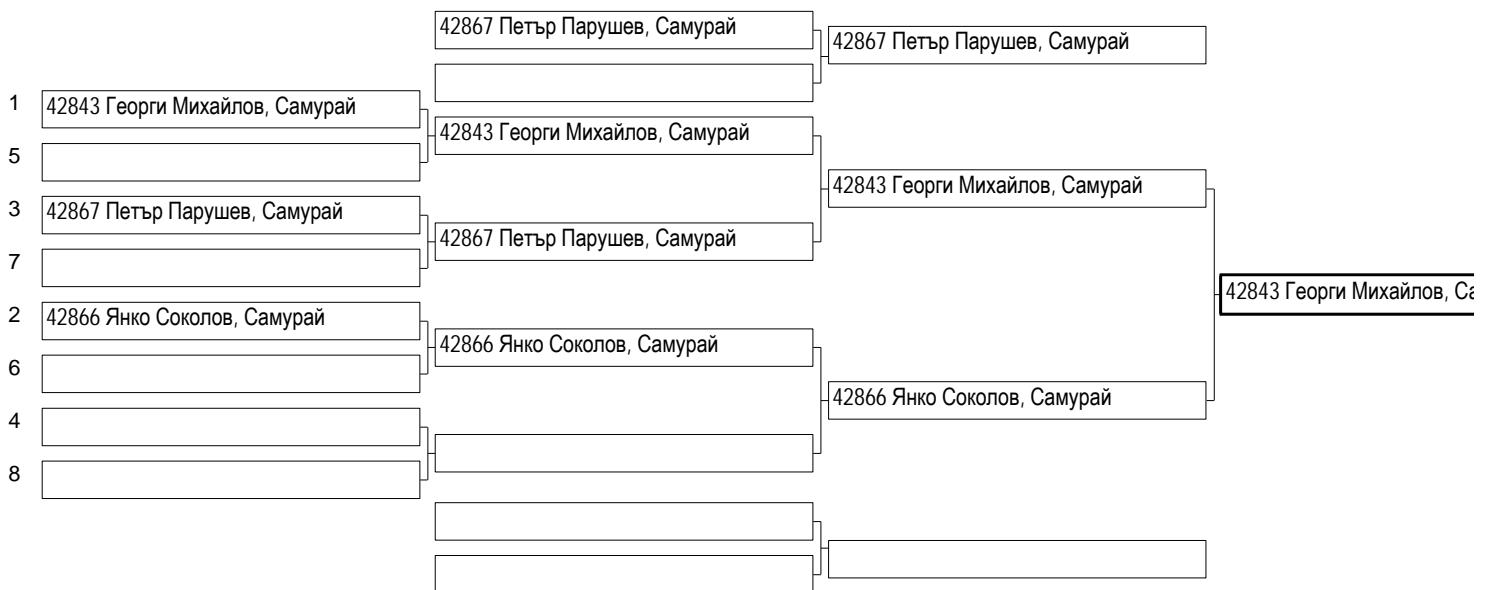 42867 Петър Парушев, Самурай
42867 Петър Парушев, Самурай
1 42843 Георги Михайлов, Самурай
42843 Георги Михайлов, Самурай
5
42843 Георги Михайлов, Самурай
3 42867 Петър Парушев, Самурай
42867 Петър Парушев, Самурай
7
42843 Георги Михайлов, Са
2 42866 Янко Соколов, Самурай
42866 Янко Соколов, Самурай
6
42866 Янко Соколов, Самурай
4
8